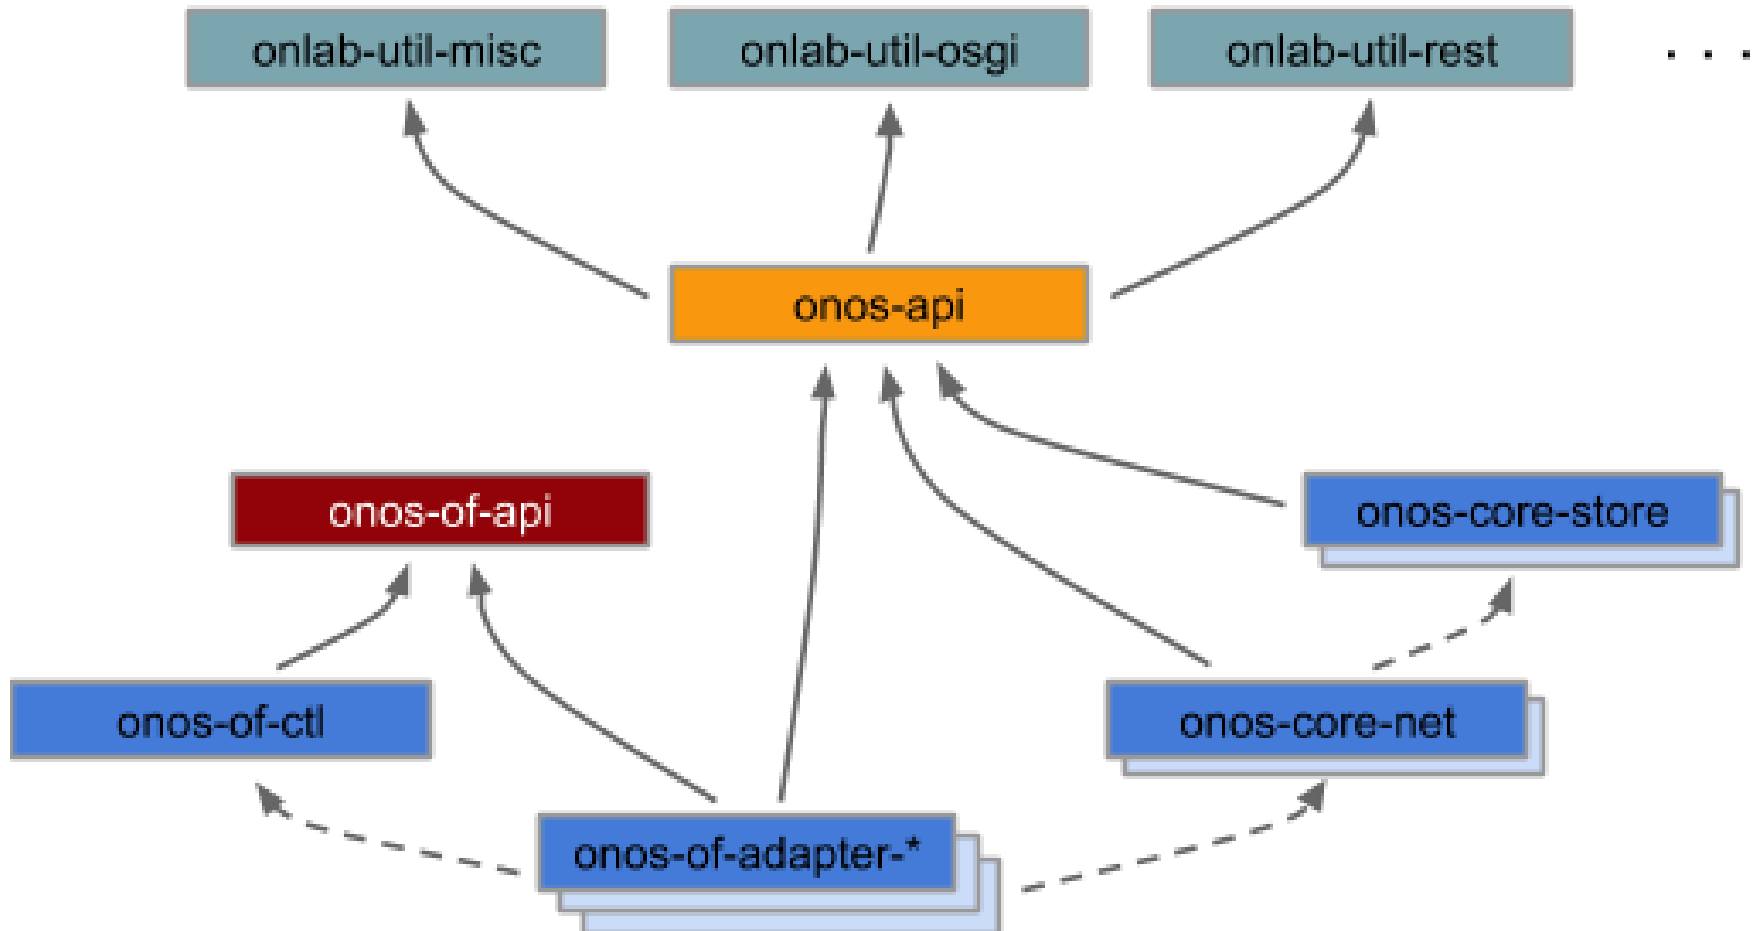 onlab-util-misc
onlab-util-osgi
onlab-util-rest
. . .
onos-api
onos-of-api
onos-core-store
onos-of-ctl
onos-core-net
onos-of-adapter-*